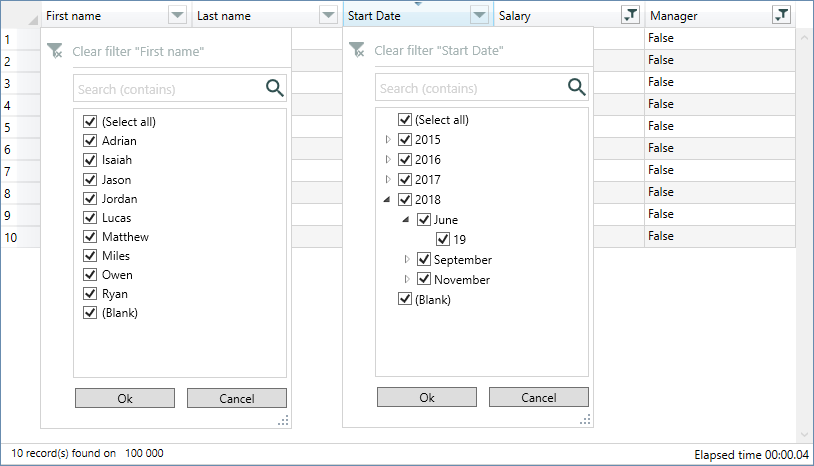 First name Last name Start Date Salary Manager
1 False
2 False
3 False
4 False
5 False
6 False
7 False
8 False
9 False
10 False
Clear filter "First name"
Search (contains)
(Select all)
Adrian
Isaiah
Jason
Jordan
Lucas
Matthew
Miles
Owen
Ryan
(Blank)
Ok Cancel
Clear filter "Start Date"
Search (contains)
(Select all)
2015
2016
2017
2018
June
19
September
November
(Blank)
Ok Cancel
10 record(s) found on 100 000 Elapsed time 00:00.04